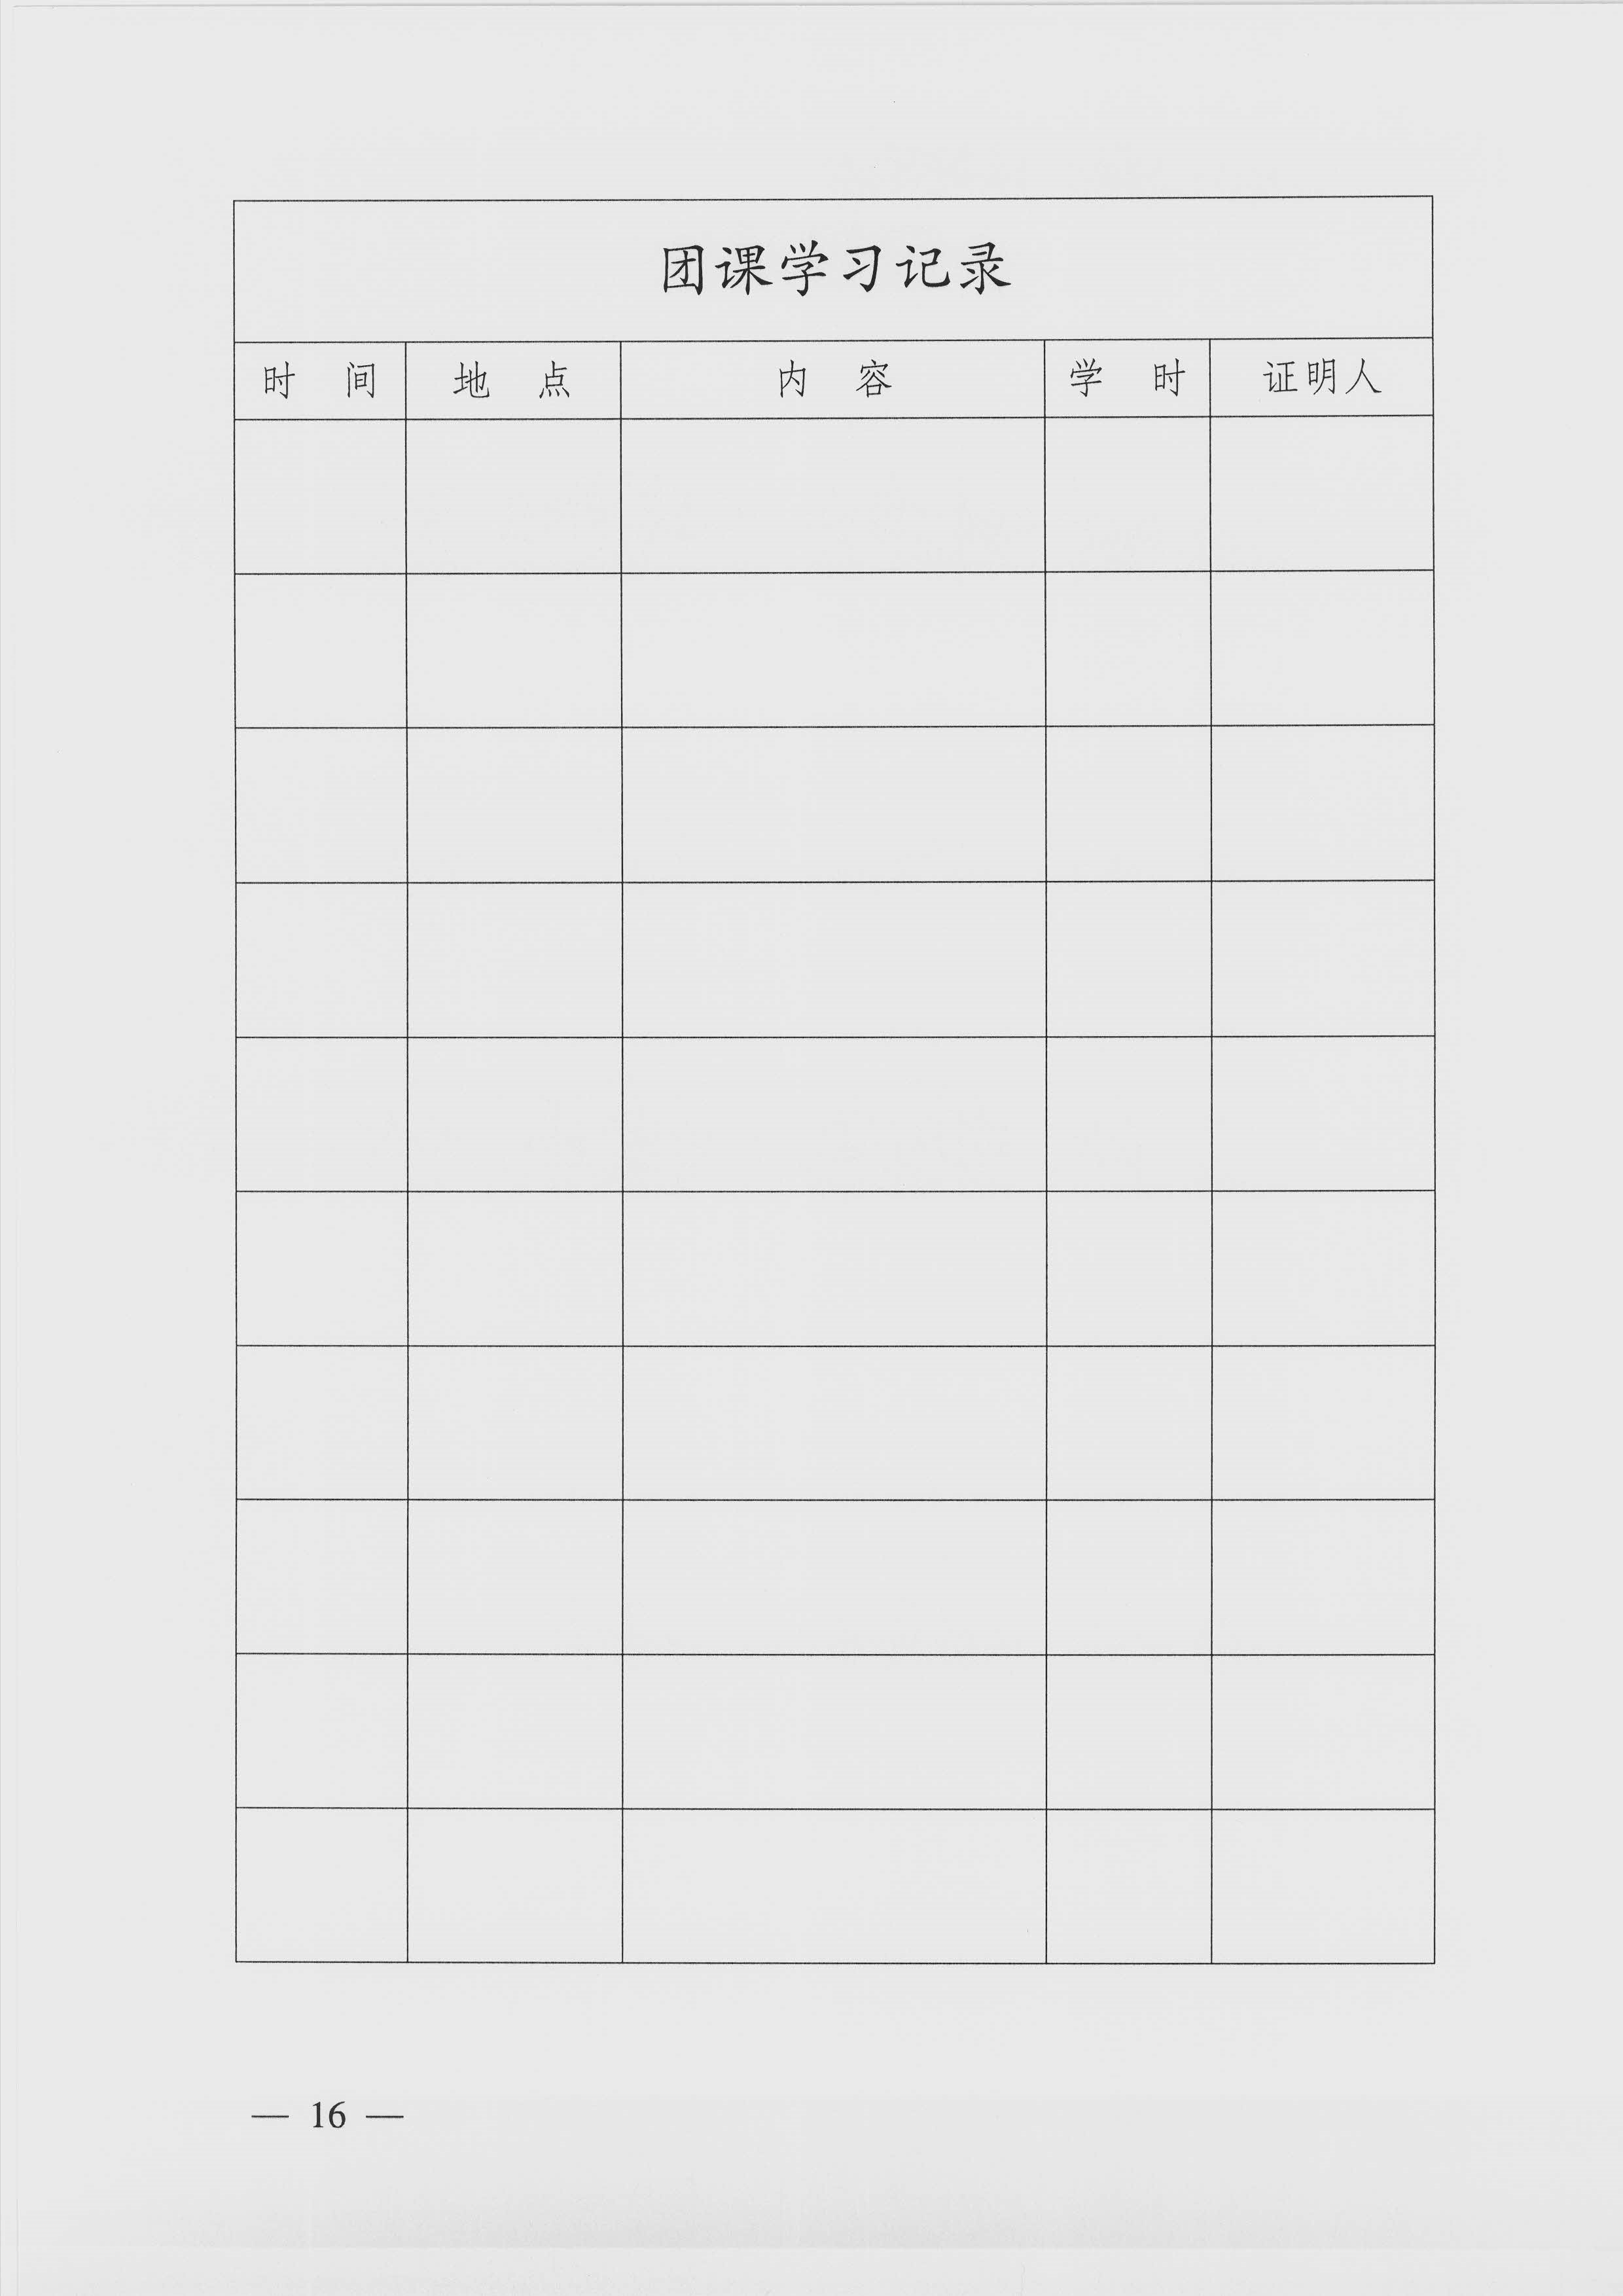 团课学习记录
时 间 地 点 内 容 学 时 证明人
— 16 —